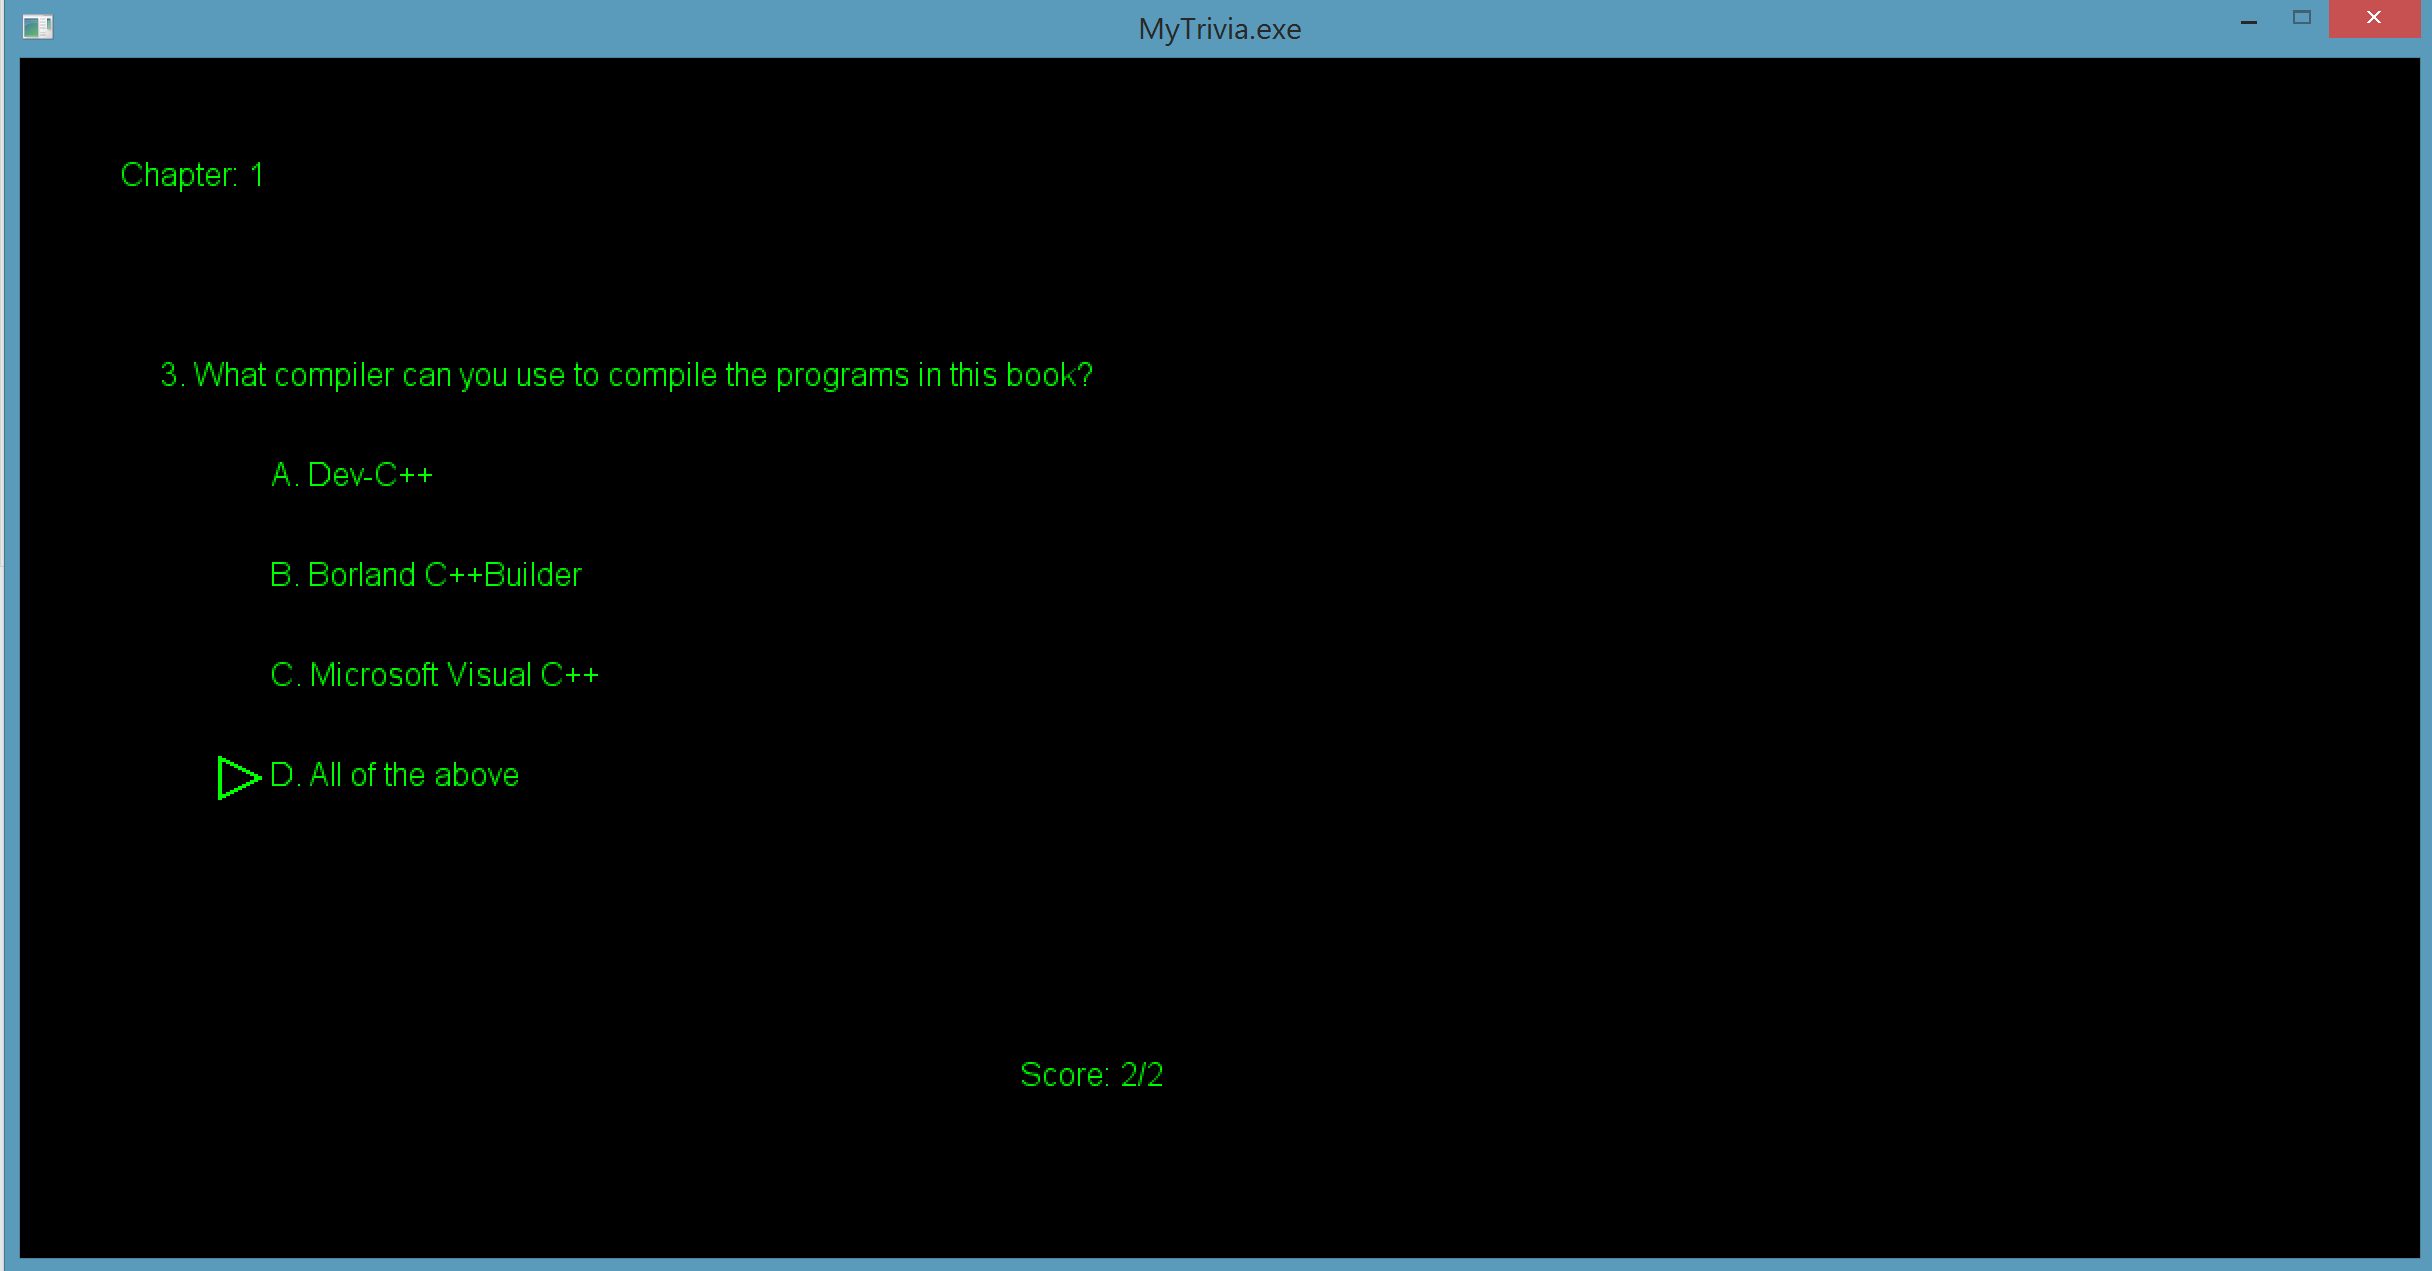 MyTrivia.exe
Chapter: 1
3. What compiler can you use to compile the programs in this book?
A. Dev-C++
B. Borland C++Builder
C. Microsoft Visual C++
D. All of the above
Score: 2/2